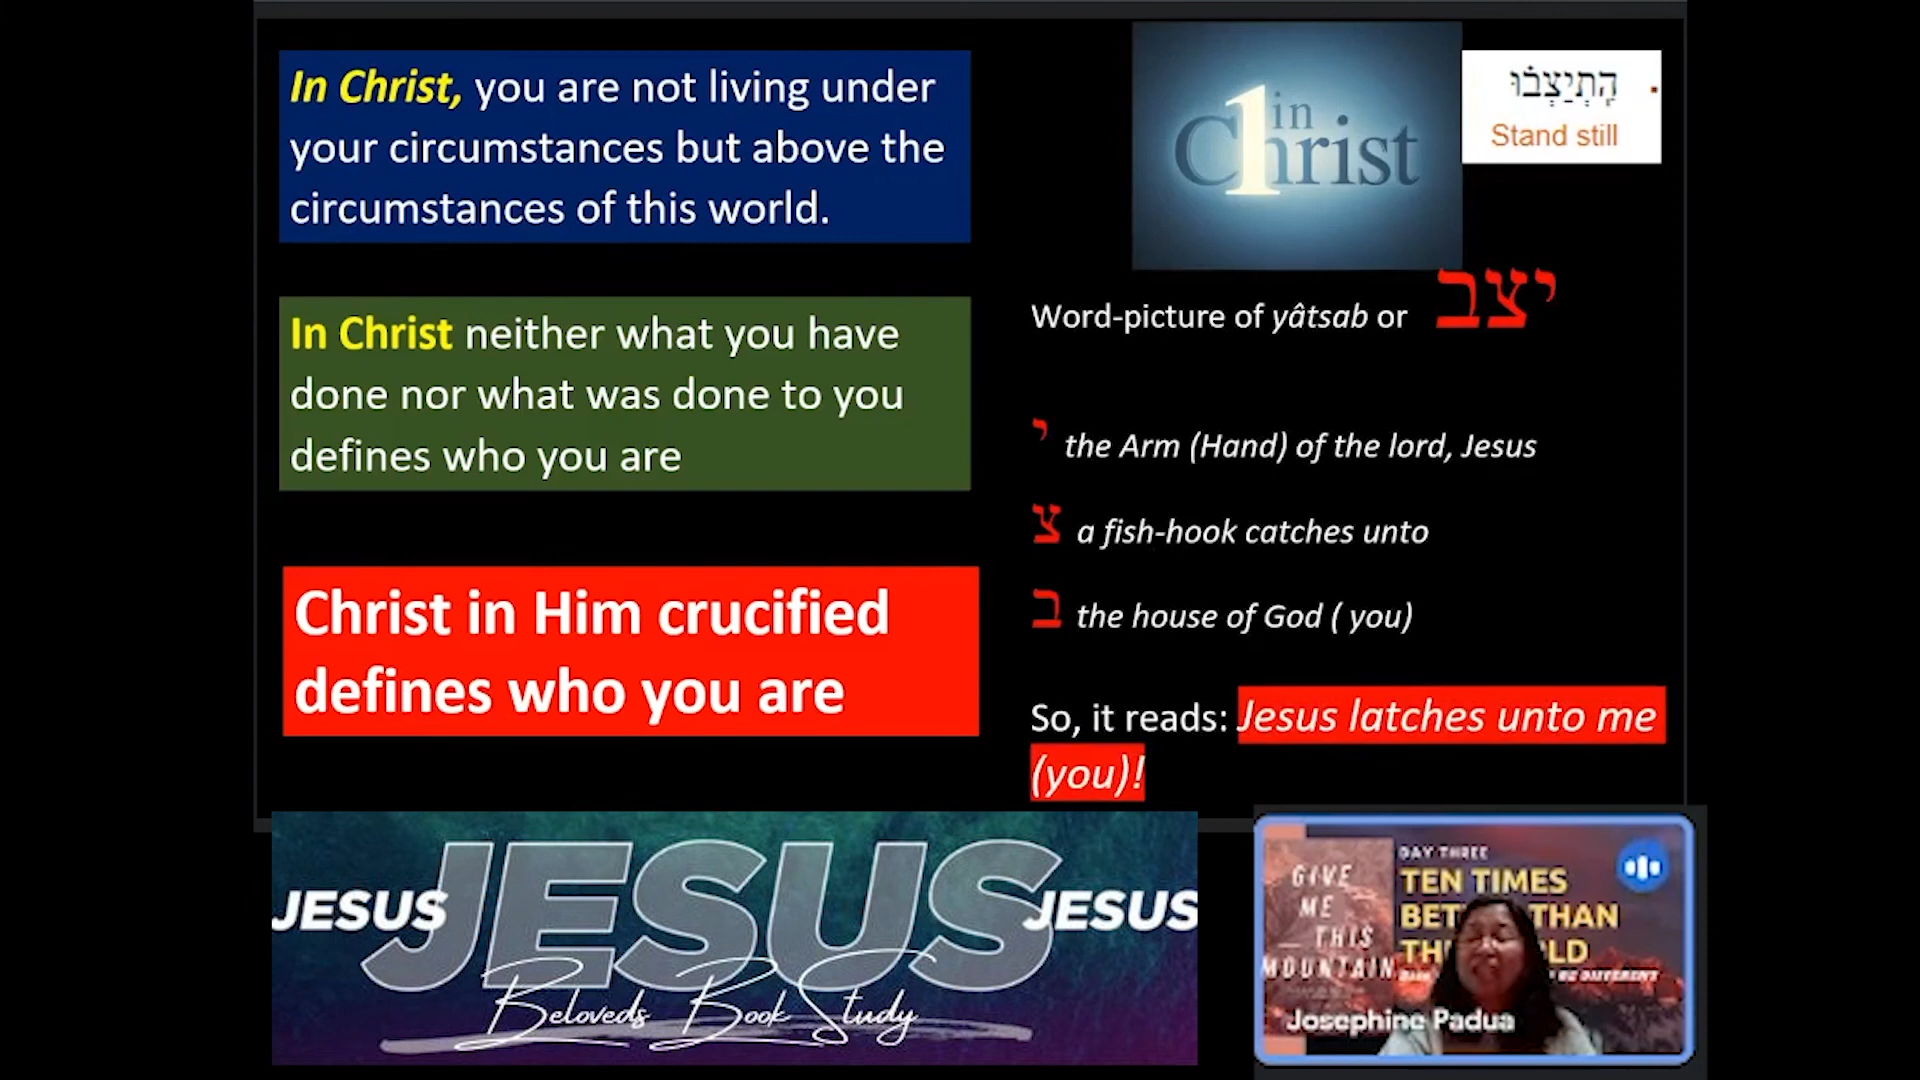 In Christ, you are not living under
your circumstances but above the
circumstances of this world.
In Christ neither what you have
done nor what was done to you
defines who you are
Christ in Him crucified
defines who you are
1 in
Christ
הִֽתְיַצְּב֗וּ
Stand still
Word-picture of yâtsab or יצב
י the Arm (Hand) of the lord, Jesus
צ a fish-hook catches unto
ב the house of God ( you)
So, it reads: Jesus latches unto me
(you)!
JESUS JESUS JESUS
Beloveds Book Study
GIVE
ME
THIS
MOUNTAIN
DAY THREE
TEN TIMES
THAN
BE DIFFERENT
Josephine Padua